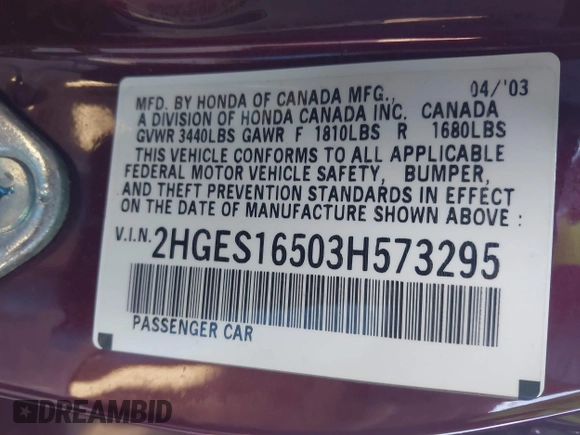 MFD. BY HONDA OF CANADA MFG., 04/'03
A DIVISION OF HONDA CANADA INC. CANADA
GVWR 3440LBS GAWR F 1810LBS R 1680LBS
THIS VEHICLE CONFORMS TO ALL APPLICABLE
FEDERAL MOTOR VEHICLE SAFETY, BUMPER,
AND THEFT PREVENTION STANDARDS IN EFFECT
ON THE DATE OF MANUFACTURE SHOWN ABOVE:
V.I.N. 2HGES16503H573295
PASSENGER CAR
DREAMBID